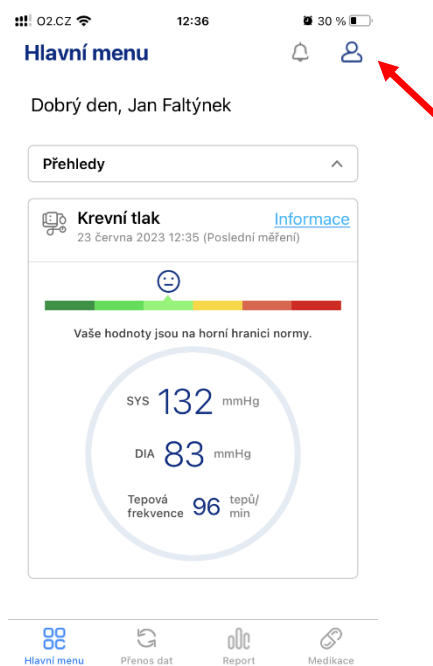 O2.CZ 12:36 30 %
Hlavní menu
Dobrý den, Jan Faltýnek
Přehledy
Krevní tlak Informace
23 června 2023 12:35 (Poslední měření)
Vaše hodnoty jsou na horní hranici normy.
SYS 132 mmHg
DIA 83 mmHg
Tepová frekvence 96 tepů/min
Hlavní menu Přenos dat Report Medikace